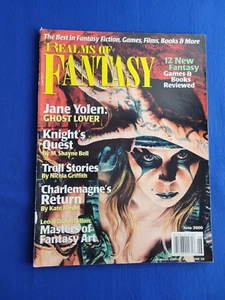 The Best in Fantasy Fiction, Games, Films, Books & More
REALMS OF
FANTASY
12 New
Fantasy
Games &
Books
Reviewed
Jane Yolen:
GHOST LOVER
Knight's
Quest
By M. Shayne Bell
Troll Stories
By Nicola Griffith
Charlemagne's
Return
By Kate
Masters of
Fantasy Art
June 2000